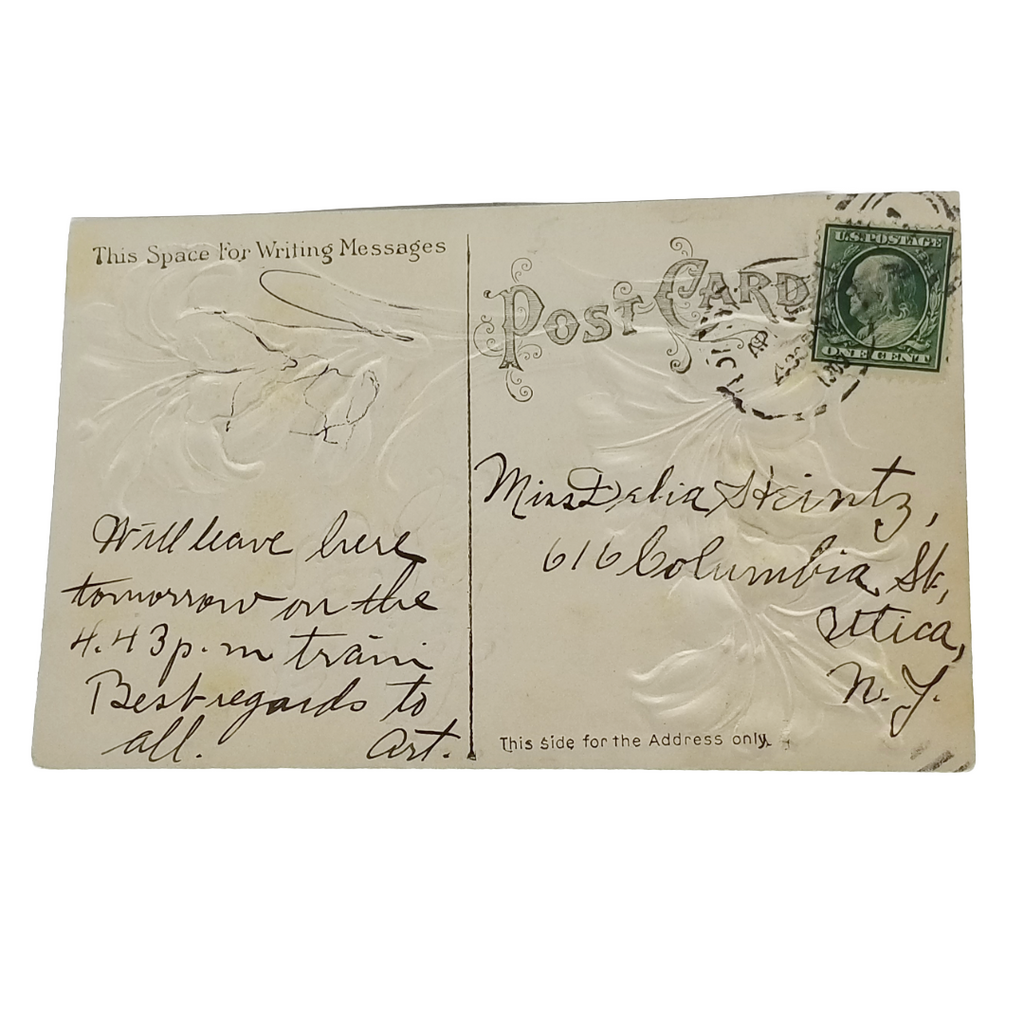 This Space For Writing Messages
Will leave here
tomorrow on the
4.43 p.m train
Best regards to
all. Art.
POST CARD
U.S. POSTAGE
ONE CENT
AP
Miss Delia Heintz,
616 Columbia St,
Utica,
N.Y.
This side for the Address only.